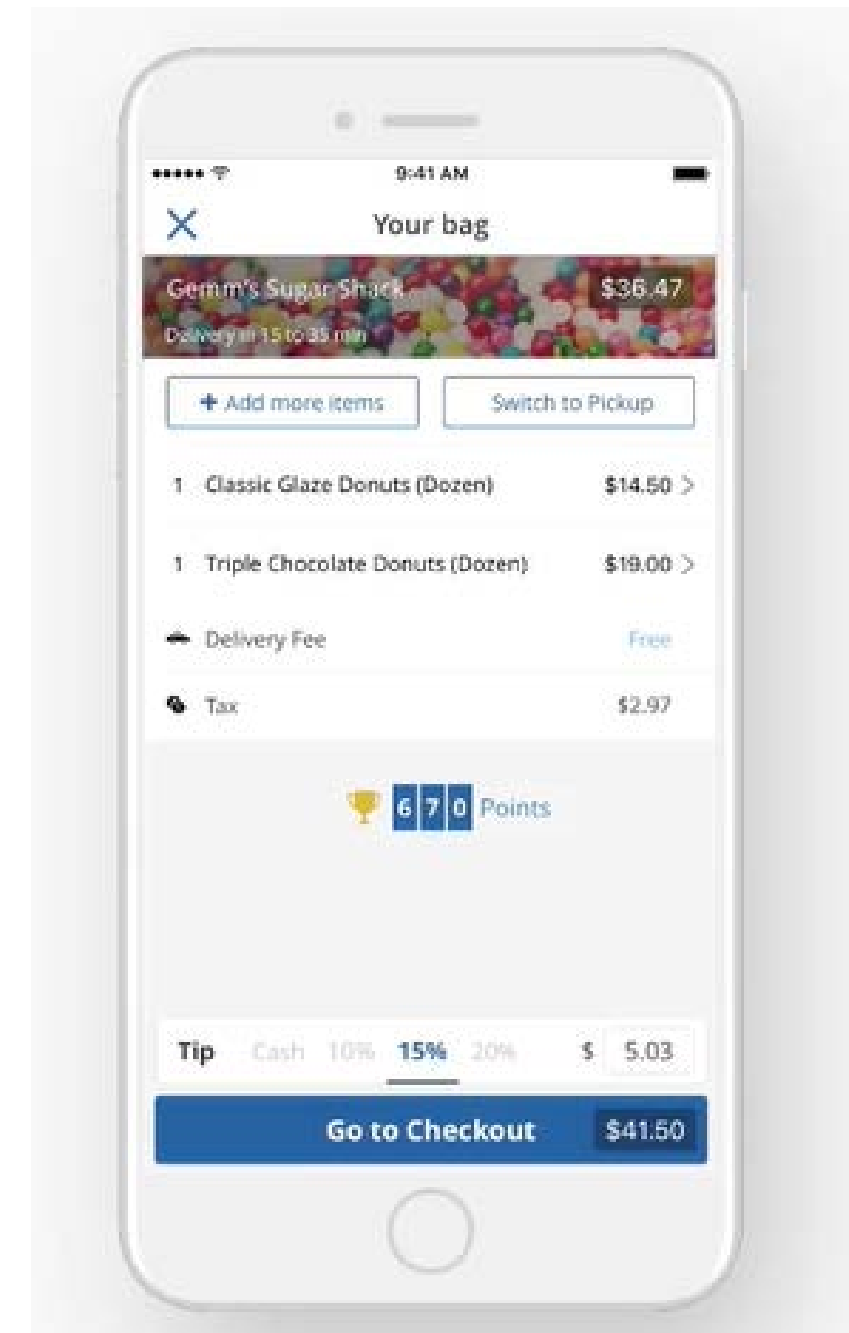 9:41 AM
Your bag
Gemm's Sugar Shack $36.47
Delivery in 15 to 35 min
+ Add more items Switch to Pickup
1 Classic Glaze Donuts (Dozen) $14.50 >
1 Triple Chocolate Donuts (Dozen) $19.00 >
Delivery Fee Free
Tax $2.97
670 Points
Tip Cash 10% 15% 20% $ 5.03
Go to Checkout $41.50